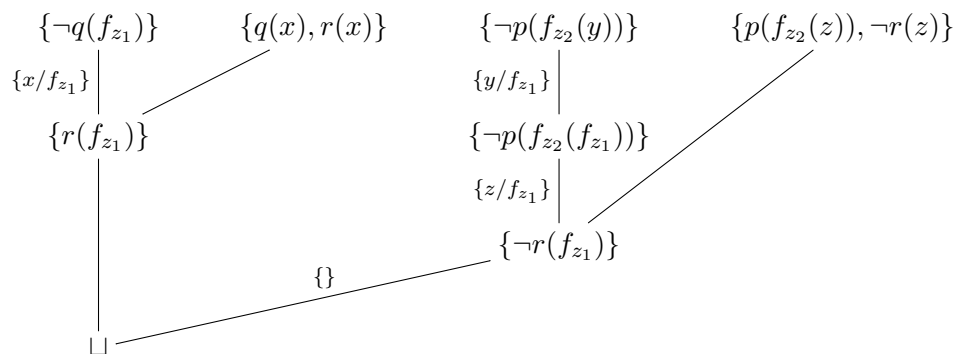 {¬q(f_{z_1})} {q(x), r(x)} {¬p(f_{z_2}(y))} {p(f_{z_2}(z)), ¬r(z)}
{x/f_{z_1}} {y/f_{z_1}}
{r(f_{z_1})} {¬p(f_{z_2}(f_{z_1}))}
{z/f_{z_1}}
{¬r(f_{z_1})}
{}
⊔